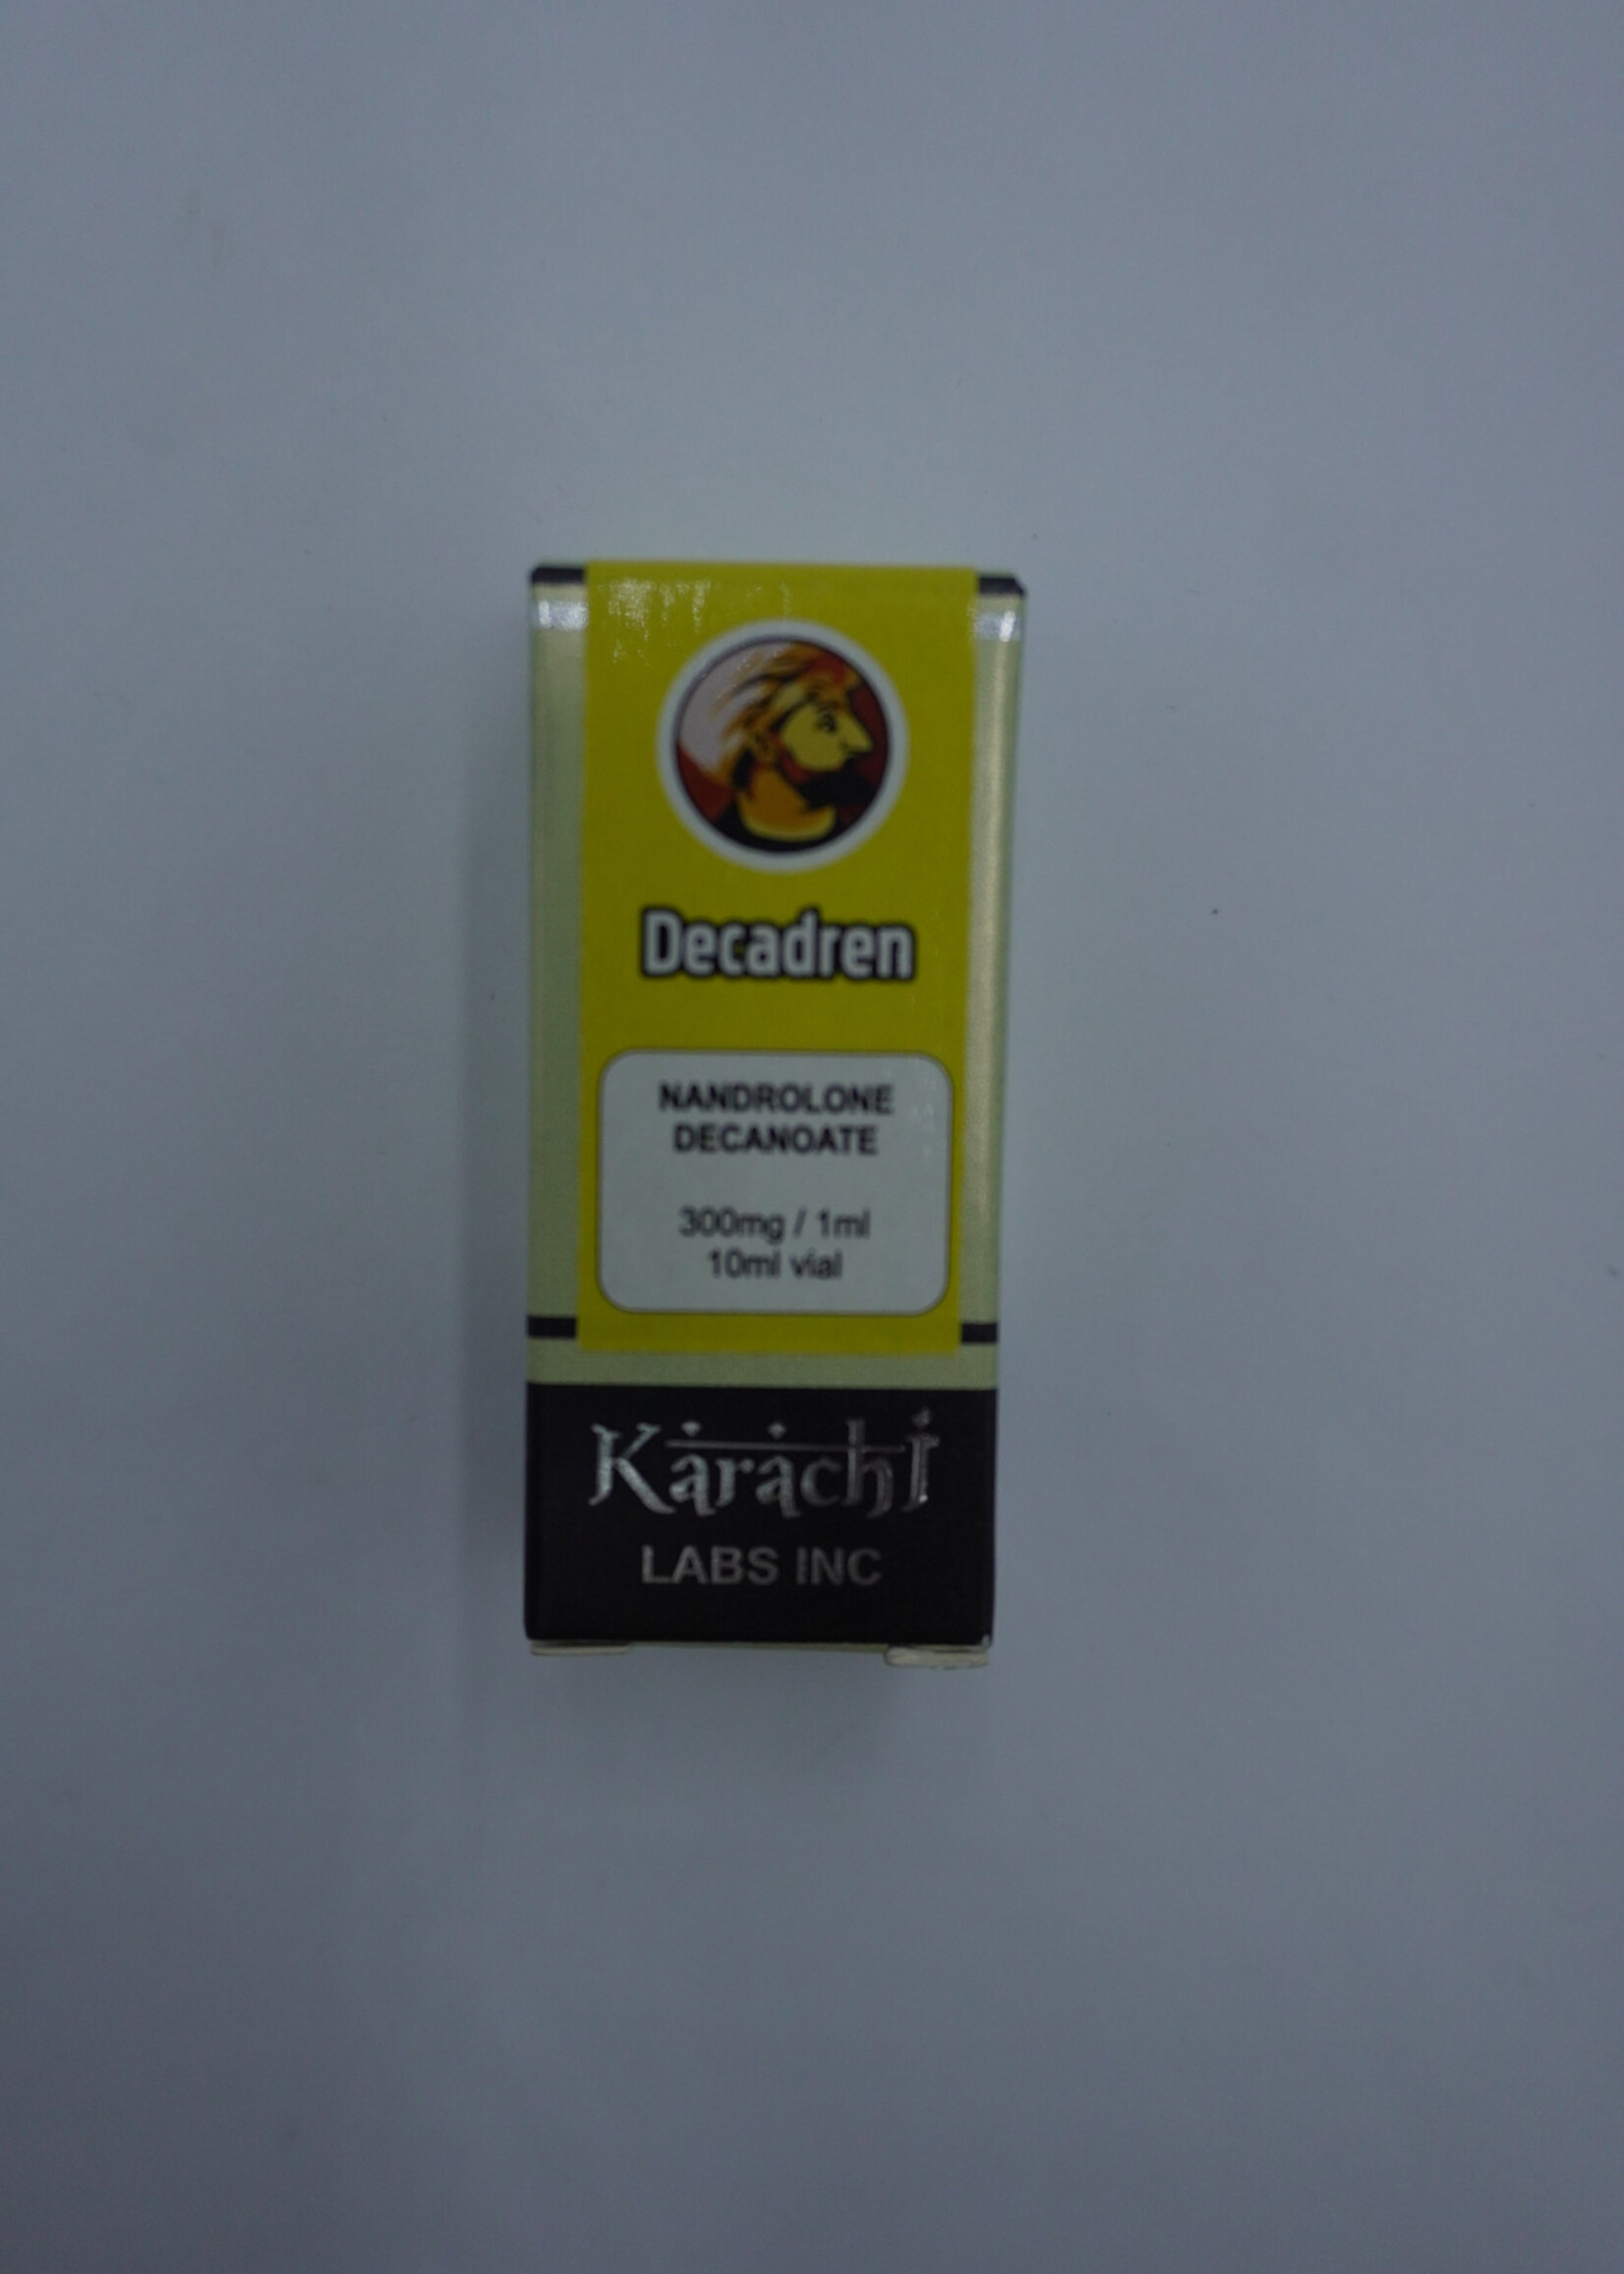 Decadren
NANDROLONE
DECANOATE
300mg / 1ml
10ml vial
Karachi
LABS INC